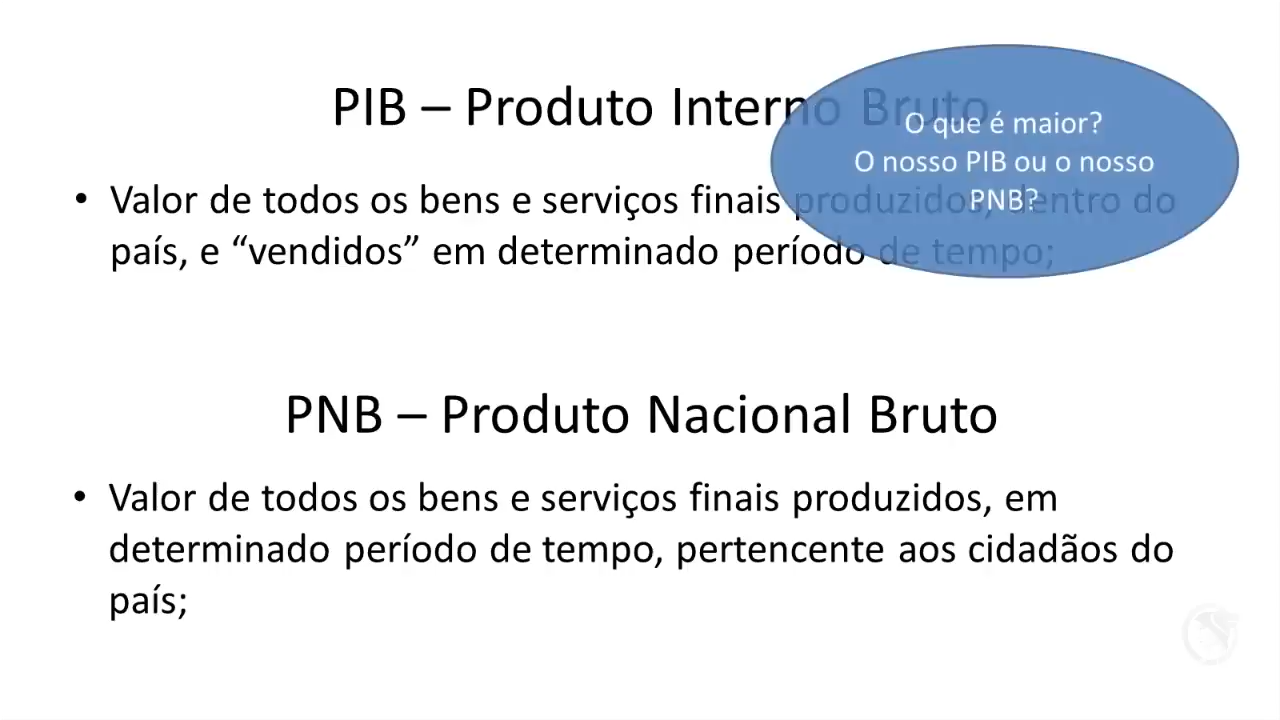 PIB – Produto Interno Bruto
O que é maior?
O nosso PIB ou o nosso
PNB?
• Valor de todos os bens e serviços finais produzidos, dentro do
país, e “vendidos” em determinado período de tempo;
PNB – Produto Nacional Bruto
• Valor de todos os bens e serviços finais produzidos, em
determinado período de tempo, pertencente aos cidadãos do
país;